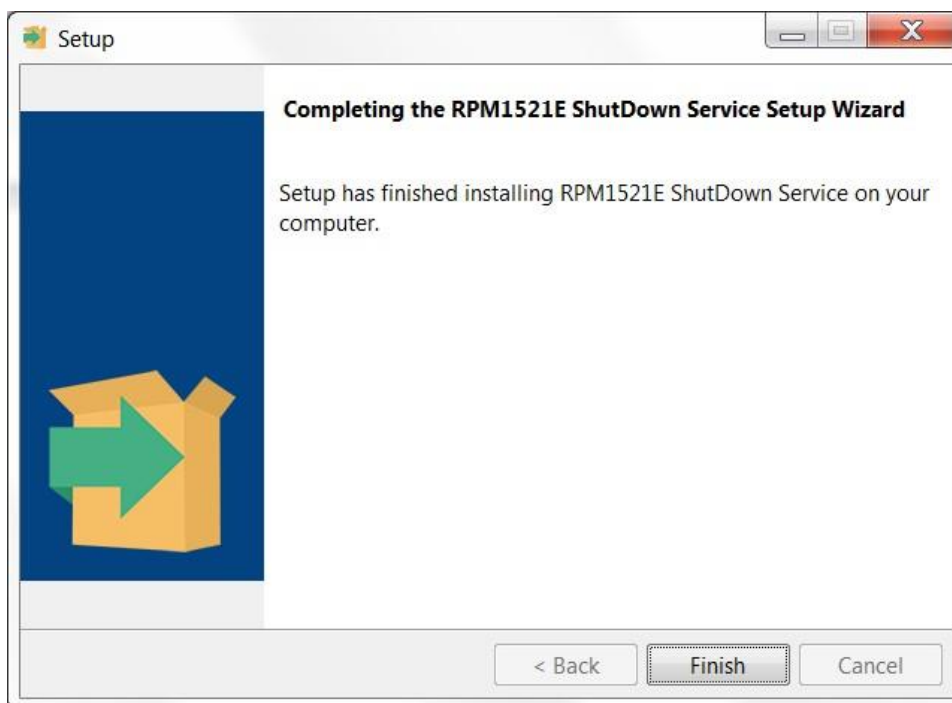 Setup
Completing the RPM1521E ShutDown Service Setup Wizard
Setup has finished installing RPM1521E ShutDown Service on your
computer.
< Back
Finish
Cancel